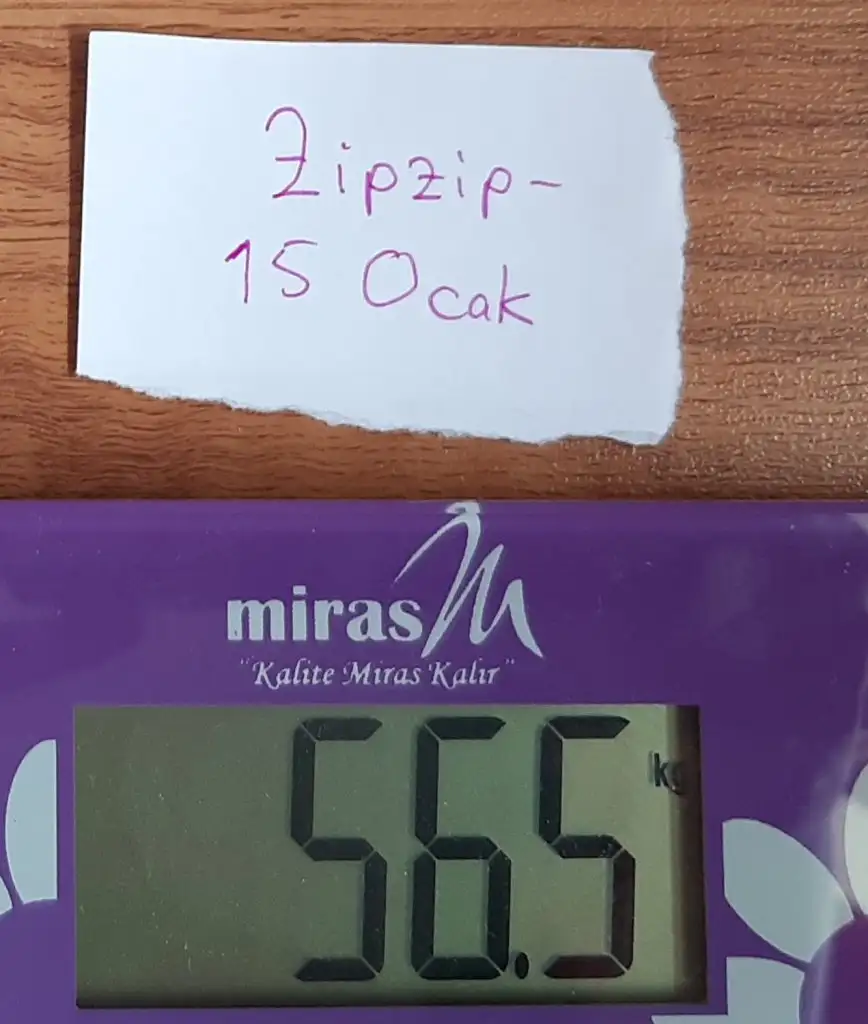 Zipzip-
15 Ocak
miras
"Kalite Miras Kalır"
56.5 kg